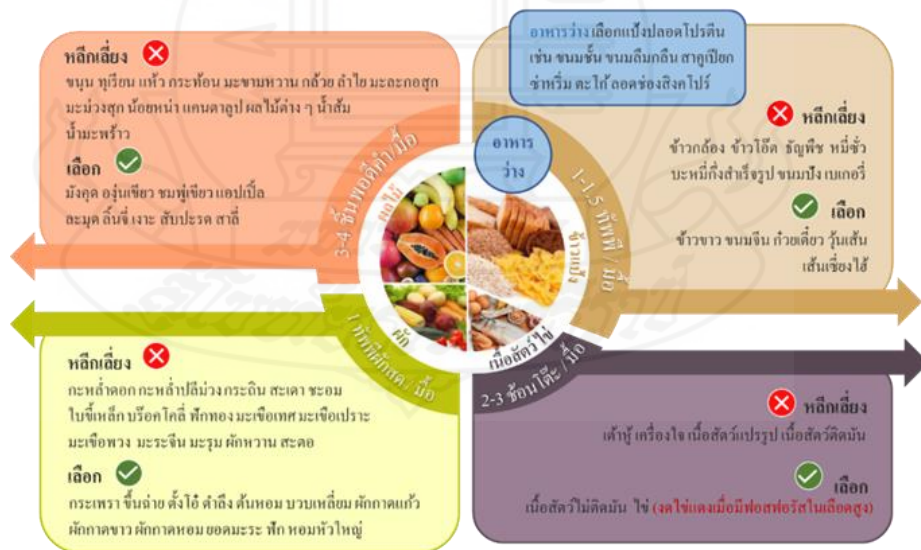 หลีกเลี่ยง
ขนุน ทุเรียน แห้ว กระท้อน มะขามหวาน กล้วย ลำไย มะละกอสุก
มะม่วงสุก น้อยหน่า แคนตาลูป ผลไม้ต่าง ๆ น้ำส้ม
น้ำมะพร้าว
เลือก
มังคุด องุ่นเขียว ชมพู่เขียว แอปเปิ้ล
ละมุด ลิ้นจี่ เงาะ สับปะรด สาลี่
3-4 ชิ้นพอดีคำ/มื้อ
ผลไม้
อาหารว่าง เลือกแป้งปลอดโปรตีน
เช่น ขนมชั้น ขนมลืมกลืน สาคูเปียก
ซ่าหริ่ม ตะโก้ ลอดช่องสิงคโปร์
อาหาร
ว่าง
หลีกเลี่ยง
ข้าวกล้อง ข้าวโอ๊ต ธัญพืช หมี่ซั่ว
บะหมี่กึ่งสำเร็จรูป ขนมปัง เบเกอรี่
เลือก
ข้าวขาว ขนมจีน ก๋วยเตี๋ยว วุ้นเส้น
เส้นเซี่ยงไฮ้
1-1.5 ทัพพี / มื้อ
ข้าวแป้ง
หลีกเลี่ยง
กะหล่ำดอก กะหล่ำปลีม่วง กระถิน สะเดา ชะอม
ใบขี้เหล็ก บร็อคโคลี่ ฟักทอง มะเขือเทศ มะเขือเปราะ
มะเขือพวง มะระจีน มะรุม ผักหวาน สะตอ
เลือก
กระเพรา ขึ้นฉ่าย ตั้งโอ๋ ตำลึง ต้นหอม บวบเหลี่ยม ผักกาดแก้ว
ผักกาดขาว ผักกาดหอม ยอดมะระ ฟัก หอมหัวใหญ่
1 ทัพพีผักสด / มื้อ
ผัก
เนื้อสัตว์ ไข่
2-3 ช้อนโต๊ะ / มื้อ
หลีกเลี่ยง
เต้าหู้ เครื่องใน เนื้อสัตว์แปรรูป เนื้อสัตว์ติดมัน
เลือก
เนื้อสัตว์ไม่ติดมัน ไข่ (งดไข่แดงเมื่อมีฟอสฟอรัสในเลือดสูง)